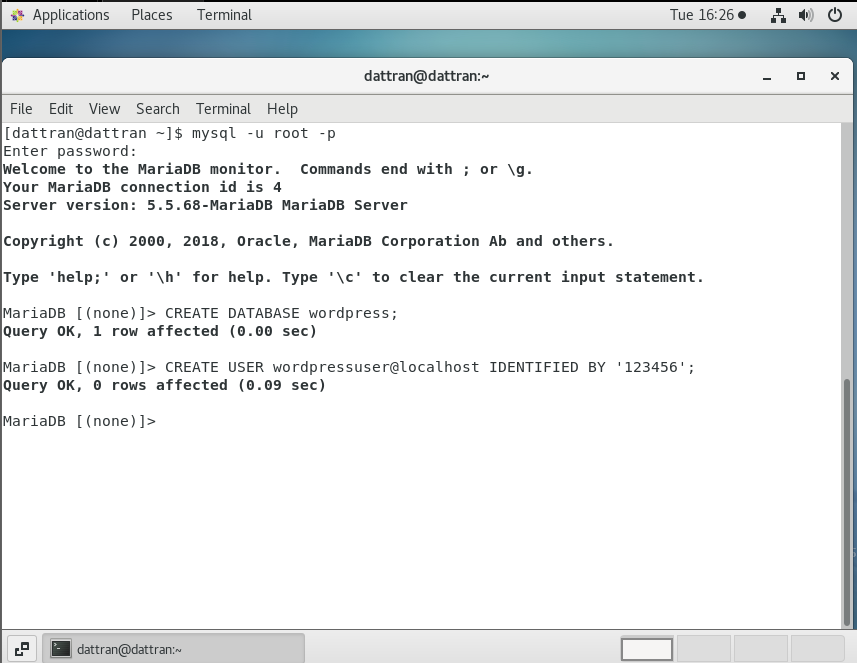 Applications Places Terminal Tue 16:26
dattran@dattran:~
File Edit View Search Terminal Help
[dattran@dattran ~]$ mysql -u root -p
Enter password:
Welcome to the MariaDB monitor.  Commands end with ; or \g.
Your MariaDB connection id is 4
Server version: 5.5.68-MariaDB MariaDB Server
Copyright (c) 2000, 2018, Oracle, MariaDB Corporation Ab and others.
Type 'help;' or '\h' for help. Type '\c' to clear the current input statement.
MariaDB [(none)]> CREATE DATABASE wordpress;
Query OK, 1 row affected (0.00 sec)
MariaDB [(none)]> CREATE USER wordpressuser@localhost IDENTIFIED BY '123456';
Query OK, 0 rows affected (0.09 sec)
MariaDB [(none)]>
dattran@dattran:~